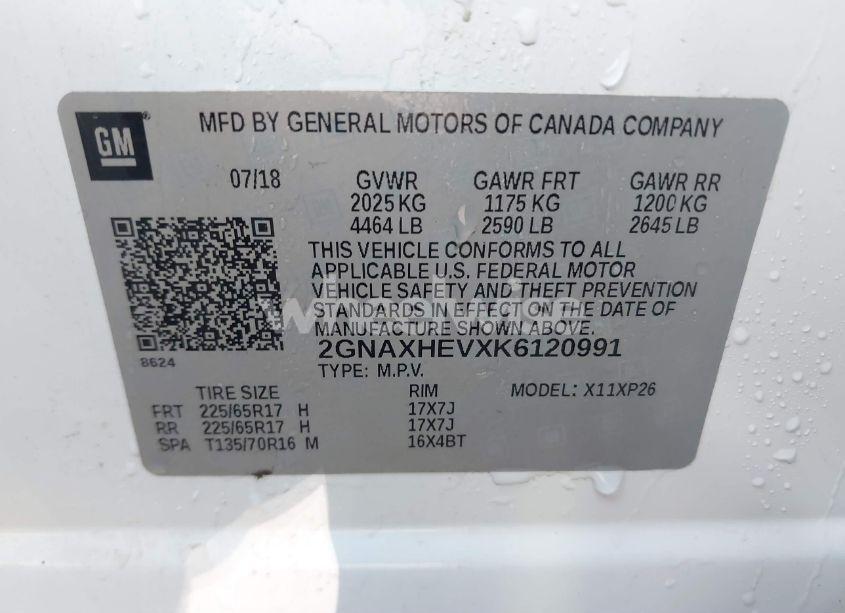 GM
MFD BY GENERAL MOTORS OF CANADA COMPANY
07/18 GVWR GAWR FRT GAWR RR
2025 KG 1175 KG 1200 KG
4464 LB 2590 LB 2645 LB
THIS VEHICLE CONFORMS TO ALL
APPLICABLE U.S. FEDERAL MOTOR
VEHICLE SAFETY AND THEFT PREVENTION
STANDARDS IN EFFECT ON THE DATE OF
MANUFACTURE SHOWN ABOVE.
2GNAXHEVXK6120991
8624
TYPE: M.P.V. MODEL: X11XP26
TIRE SIZE RIM
FRT 225/65R17 H 17X7J
RR 225/65R17 H 17X7J
SPA T135/70R16 M 16X4BT